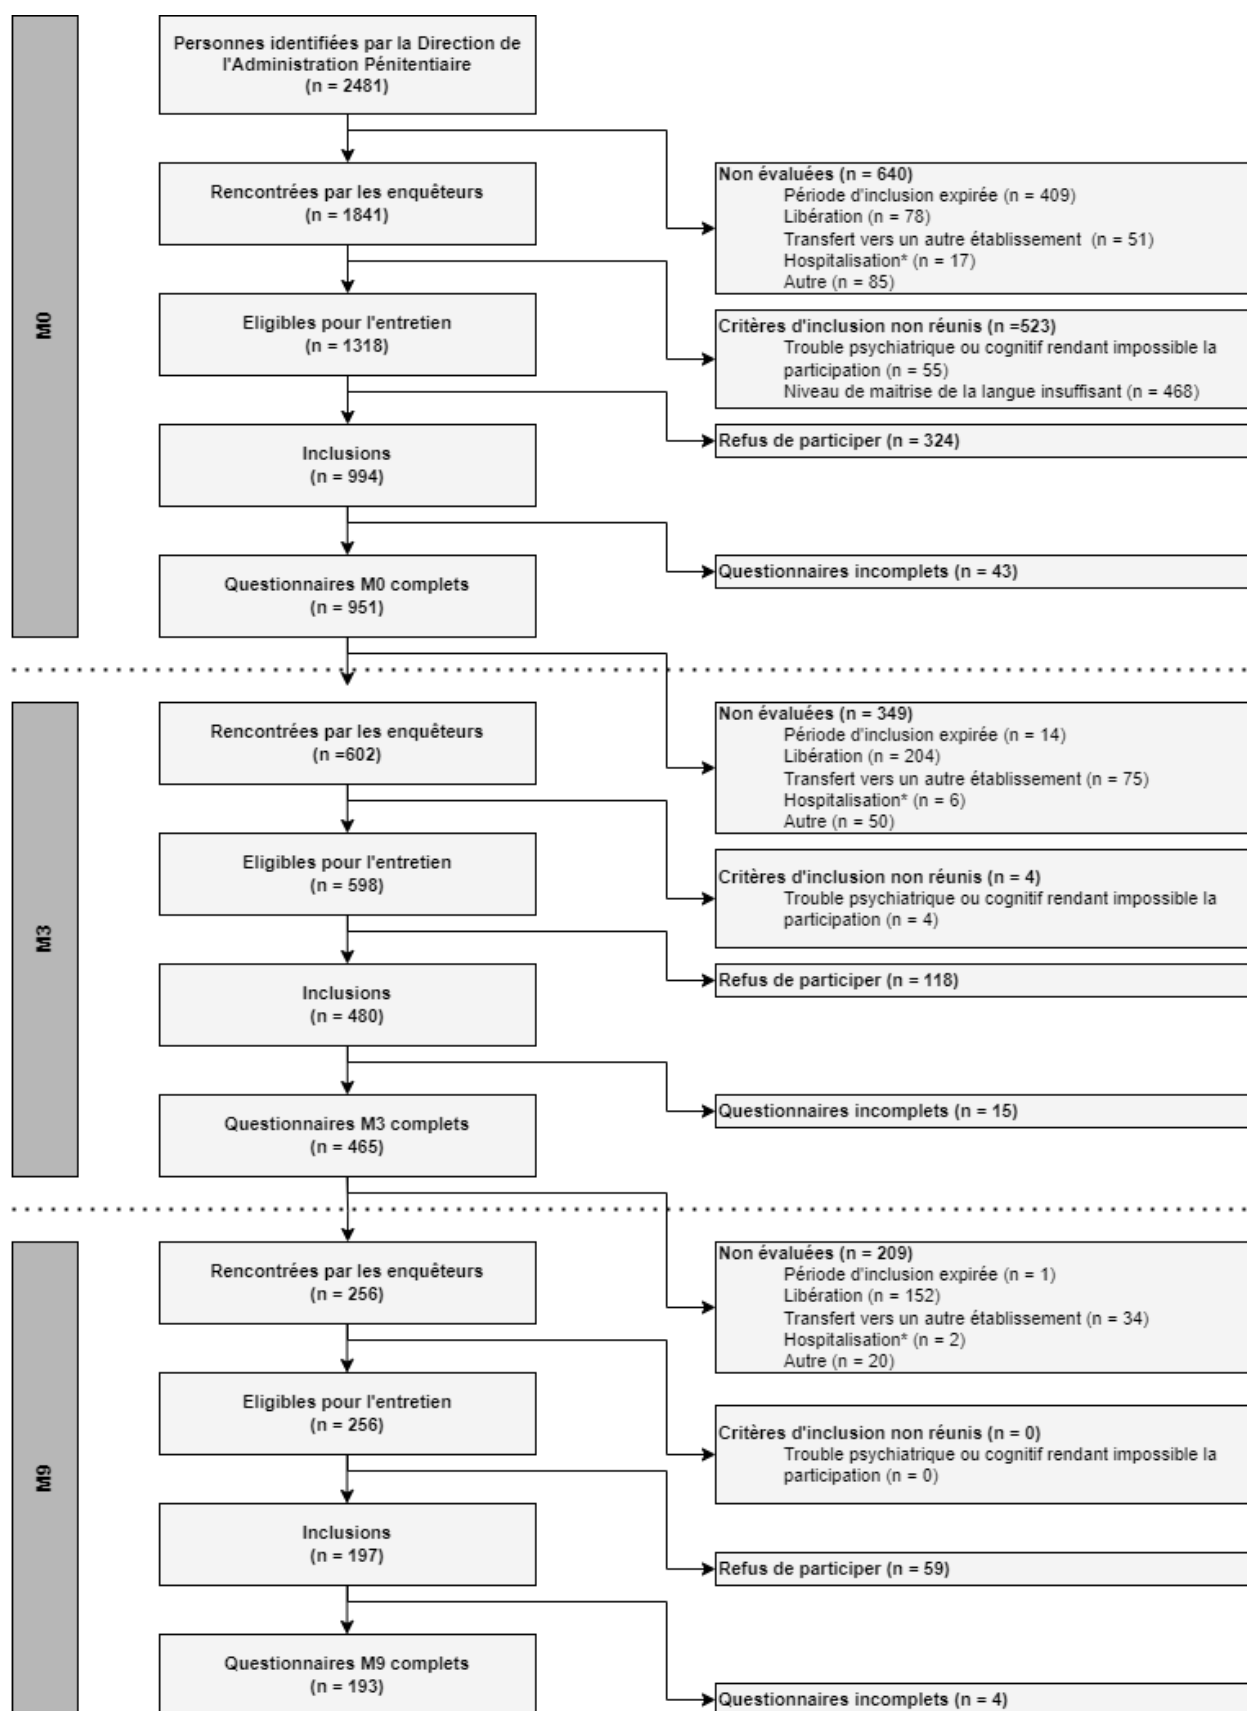 M0
Personnes identifiées par la Direction de
l'Administration Pénitentiaire
(n = 2481)
Rencontrées par les enquêteurs
(n = 1841)
Non évaluées (n = 640)
Période d'inclusion expirée (n = 409)
Libération (n = 78)
Transfert vers un autre établissement (n = 51)
Hospitalisation* (n = 17)
Autre (n = 85)
Eligibles pour l'entretien
(n = 1318)
Critères d'inclusion non réunis (n =523)
Trouble psychiatrique ou cognitif rendant impossible la
participation (n = 55)
Niveau de maitrise de la langue insuffisant (n = 468)
Inclusions
(n = 994)
Refus de participer (n = 324)
Questionnaires M0 complets
(n = 951)
Questionnaires incomplets (n = 43)
M3
Rencontrées par les enquêteurs
(n =602)
Non évaluées (n = 349)
Période d'inclusion expirée (n = 14)
Libération (n = 204)
Transfert vers un autre établissement (n = 75)
Hospitalisation* (n = 6)
Autre (n = 50)
Eligibles pour l'entretien
(n = 598)
Critères d'inclusion non réunis (n = 4)
Trouble psychiatrique ou cognitif rendant impossible la
participation (n = 4)
Inclusions
(n = 480)
Refus de participer (n = 118)
Questionnaires M3 complets
(n = 465)
Questionnaires incomplets (n = 15)
M9
Rencontrées par les enquêteurs
(n = 256)
Non évaluées (n = 209)
Période d'inclusion expirée (n = 1)
Libération (n = 152)
Transfert vers un autre établissement (n = 34)
Hospitalisation* (n = 2)
Autre (n = 20)
Eligibles pour l'entretien
(n = 256)
Critères d'inclusion non réunis (n = 0)
Trouble psychiatrique ou cognitif rendant impossible la
participation (n = 0)
Inclusions
(n = 197)
Refus de participer (n = 59)
Questionnaires M9 complets
(n = 193)
Questionnaires incomplets (n = 4)